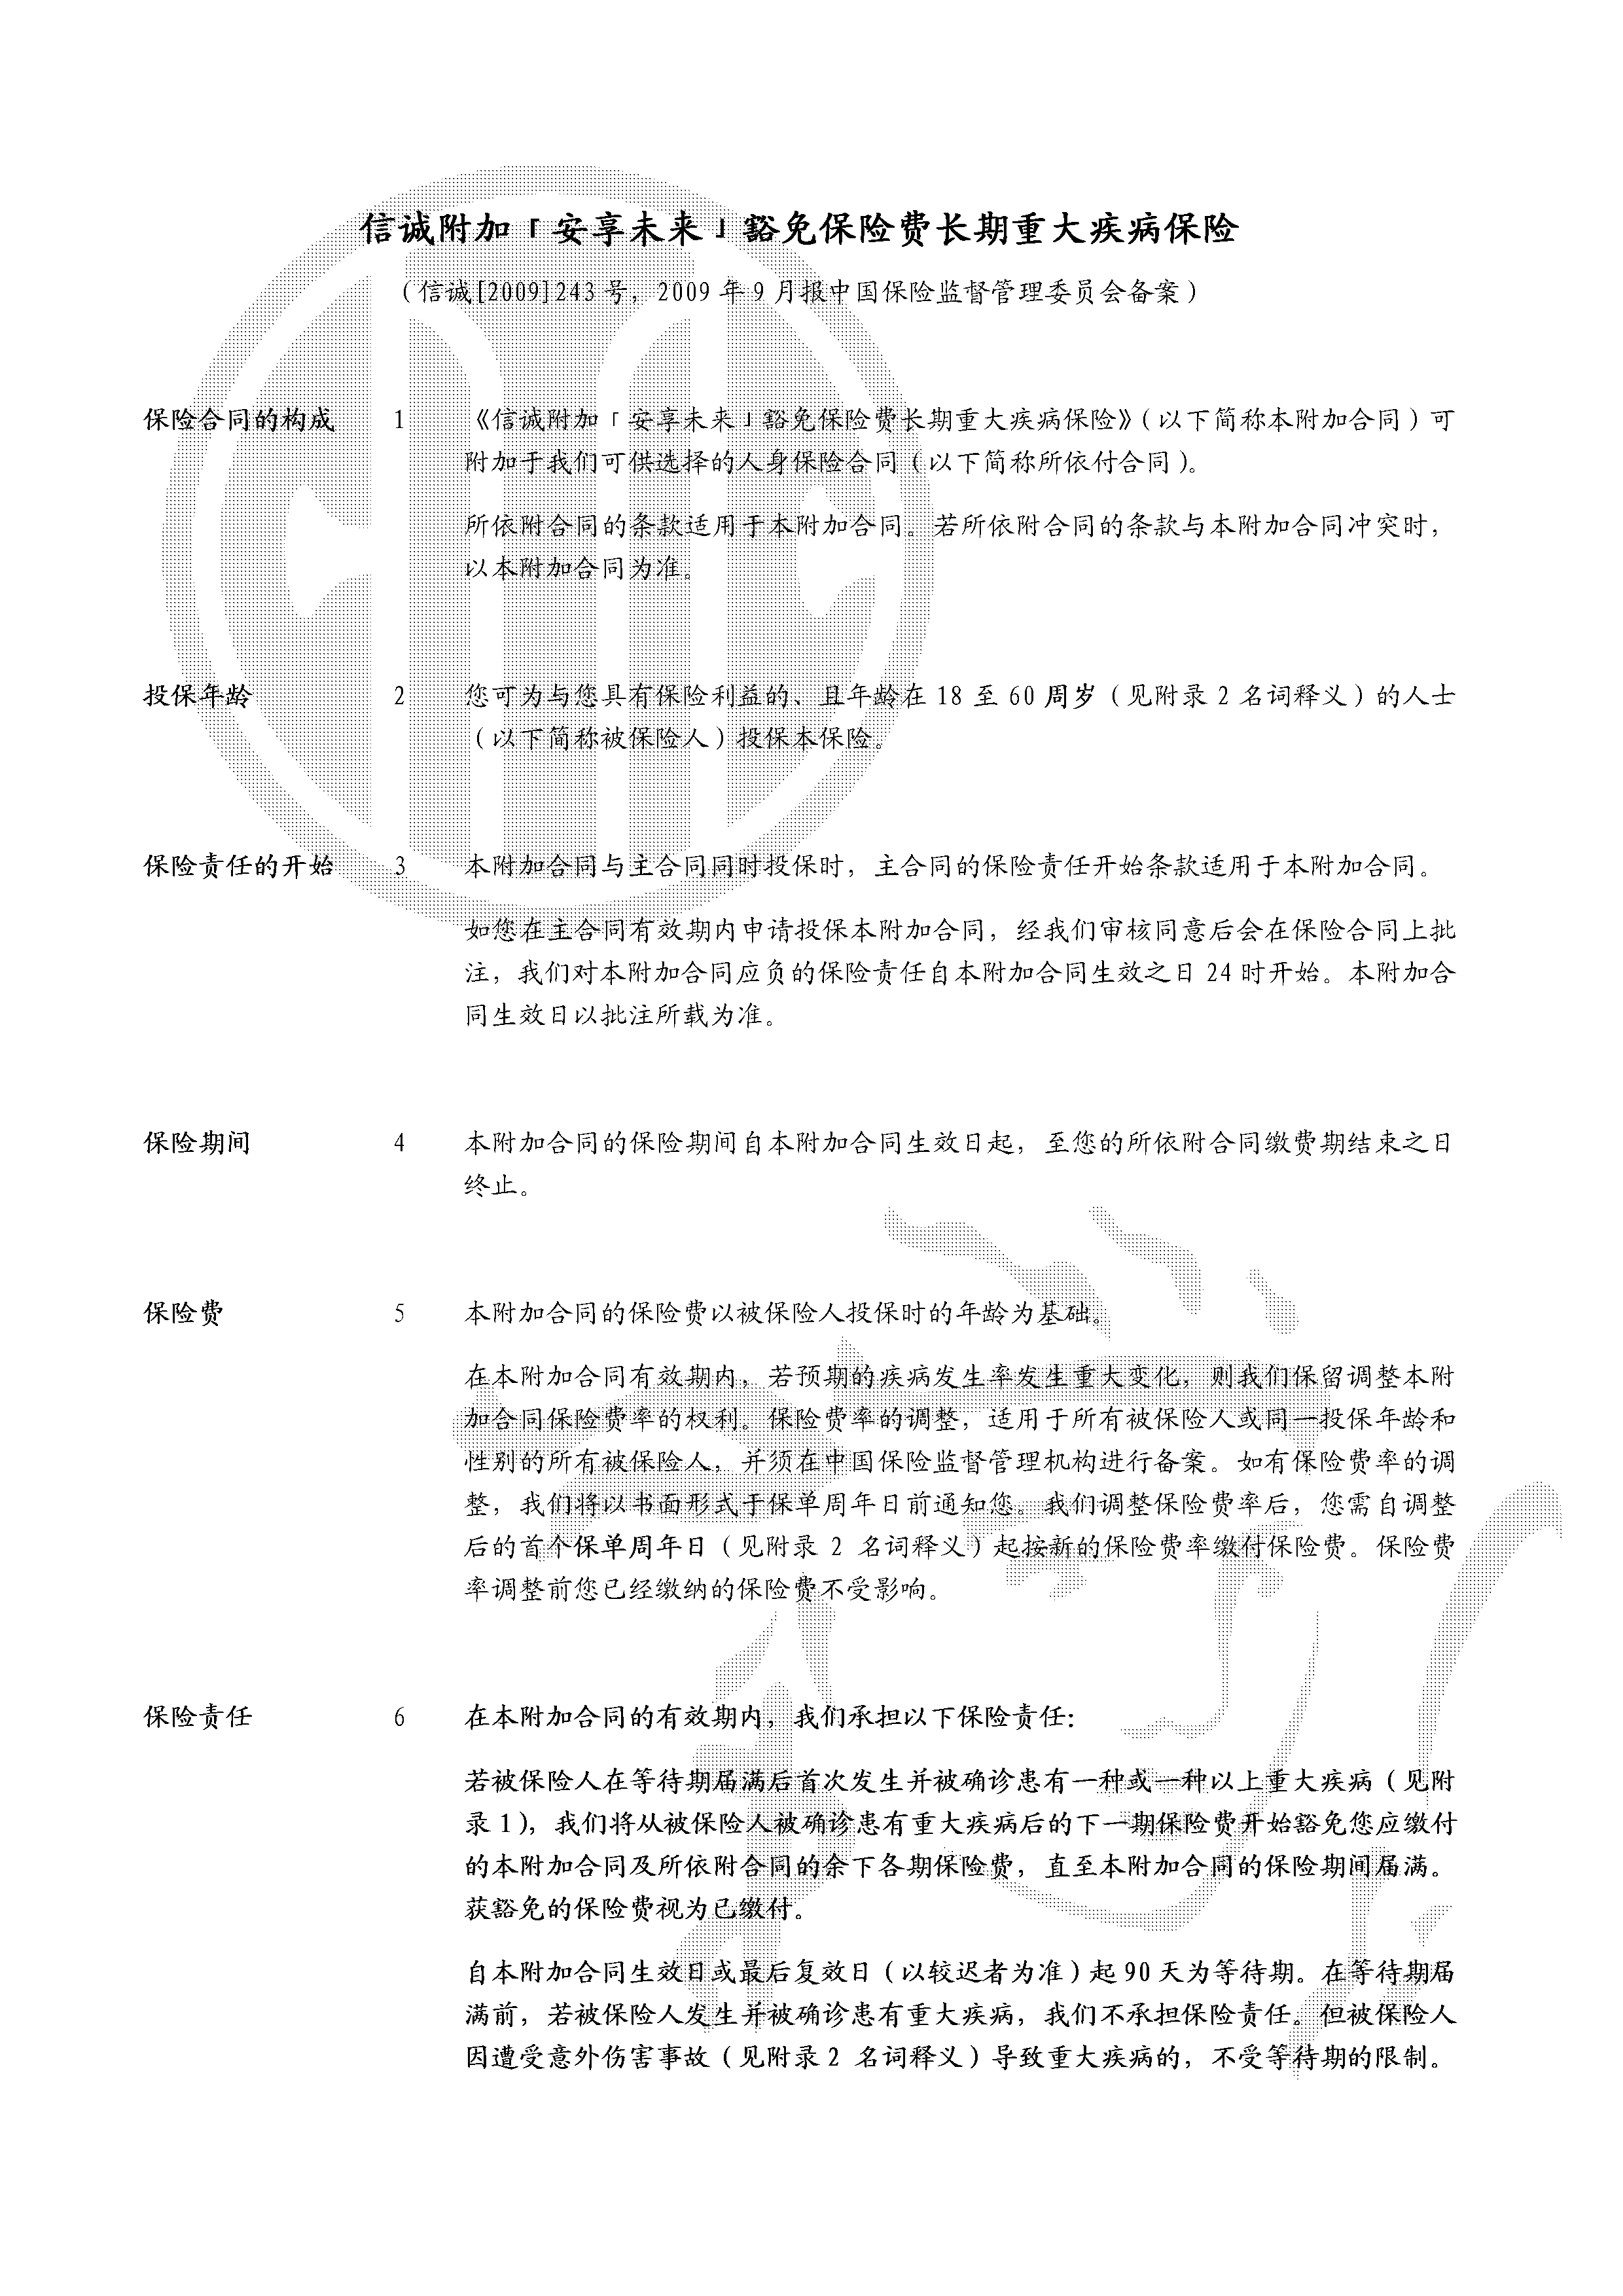 信诚附加「安享未来」豁免保险费长期重大疾病保险
（信诚[2009]243号，2009年9月报中国保险监督管理委员会备案）
保险合同的构成 1 《信诚附加「安享未来」豁免保险费长期重大疾病保险》（以下简称本附加合同）可
附加于我们可供选择的人身保险合同（以下简称所依付合同）。
所依附合同的条款适用于本附加合同。若所依附合同的条款与本附加合同冲突时，
以本附加合同为准。
投保年龄 2 您可为与您具有保险利益的、且年龄在 18 至 60 周岁（见附录 2 名词释义）的人士
（以下简称被保险人）投保本保险。
保险责任的开始 3 本附加合同与主合同同时投保时，主合同的保险责任开始条款适用于本附加合同。
如您在主合同有效期内申请投保本附加合同，经我们审核同意后会在保险合同上批
注，我们对本附加合同应负的保险责任自本附加合同生效之日 24 时开始。本附加合
同生效日以批注所载为准。
保险期间 4 本附加合同的保险期间自本附加合同生效日起，至您的所依附合同缴费期结束之日
终止。
保险费 5 本附加合同的保险费以被保险人投保时的年龄为基础。
在本附加合同有效期内，若预期的疾病发生率发生重大变化，则我们保留调整本附
加合同保险费率的权利。保险费率的调整，适用于所有被保险人或同一投保年龄和
性别的所有被保险人，并须在中国保险监督管理机构进行备案。如有保险费率的调
整，我们将以书面形式于保单周年日前通知您。我们调整保险费率后，您需自调整
后的首个保单周年日（见附录 2 名词释义）起按新的保险费率缴付保险费。保险费
率调整前您已经缴纳的保险费不受影响。
保险责任 6 在本附加合同的有效期内，我们承担以下保险责任：
若被保险人在等待期届满后首次发生并被确诊患有一种或一种以上重大疾病（见附
录 1），我们将从被保险人被确诊患有重大疾病后的下一期保险费开始豁免您应缴付
的本附加合同及所依附合同的余下各期保险费，直至本附加合同的保险期间届满。
获豁免的保险费视为已缴付。
自本附加合同生效日或最后复效日（以较迟者为准）起 90 天为等待期。在等待期届
满前，若被保险人发生并被确诊患有重大疾病，我们不承担保险责任。但被保险人
因遭受意外伤害事故（见附录 2 名词释义）导致重大疾病的，不受等待期的限制。